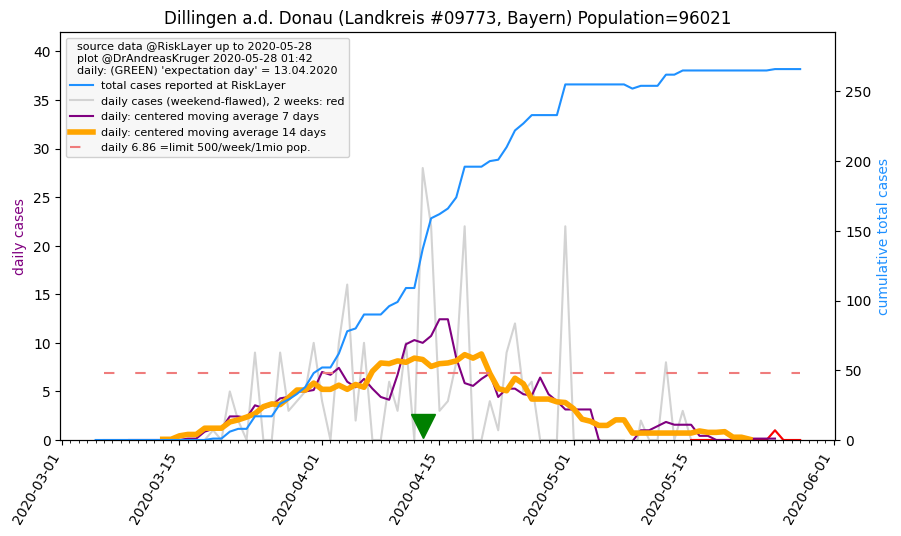 Dillingen a.d. Donau (Landkreis #09773, Bayern) Population=96021
source data @RiskLayer up to 2020-05-28
plot @DrAndreasKruger 2020-05-28 01:42
daily: (GREEN) 'expectation day' = 13.04.2020
total cases reported at RiskLayer
daily cases (weekend-flawed), 2 weeks: red
daily: centered moving average 7 days
daily: centered moving average 14 days
daily 6.86 =limit 500/week/1mio pop.
daily cases
40
35
30
25
20
15
10
5
0
cumulative total cases
250
200
150
100
50
0
2020-03-01
2020-03-15
2020-04-01
2020-04-15
2020-05-01
2020-05-15
2020-06-01